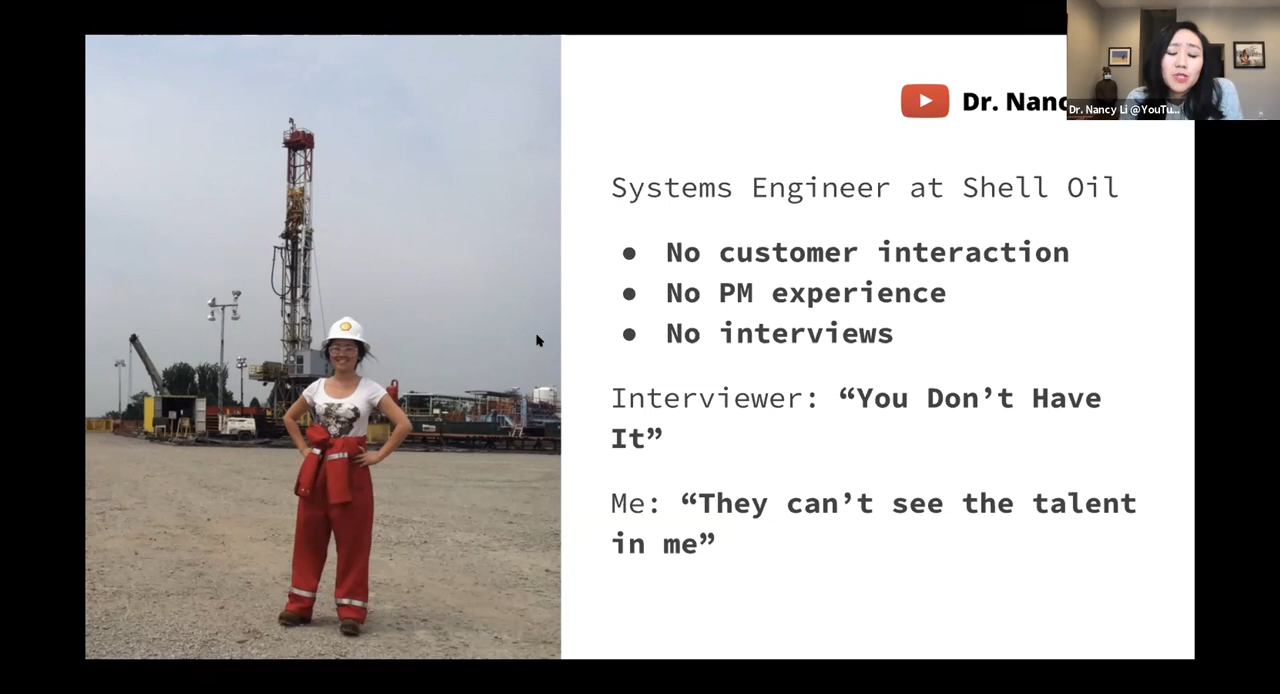 Dr. Nanc
Dr. Nancy Li @YouTu...
Systems Engineer at Shell Oil
● No customer interaction
● No PM experience
● No interviews
Interviewer: “You Don’t Have
It”
Me: “They can’t see the talent
in me”